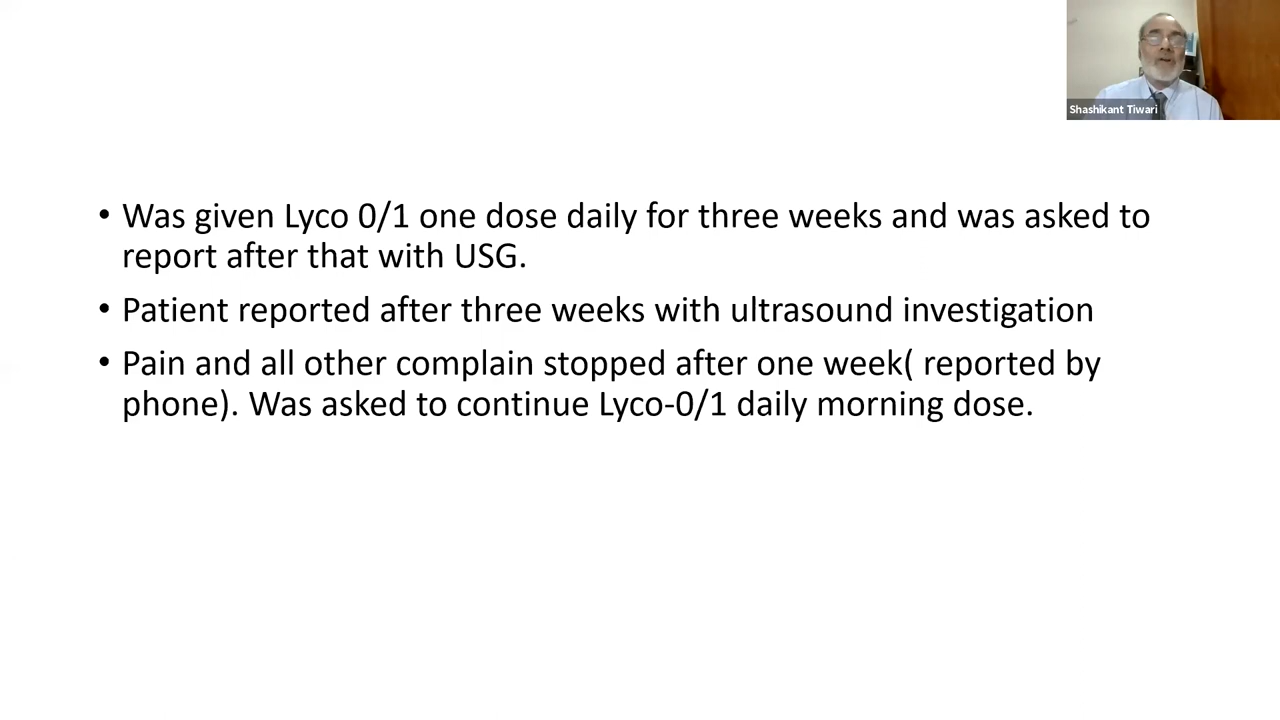 Shashikant Tiwari
• Was given Lyco 0/1 one dose daily for three weeks and was asked to
report after that with USG.
• Patient reported after three weeks with ultrasound investigation
• Pain and all other complain stopped after one week( reported by
phone). Was asked to continue Lyco-0/1 daily morning dose.